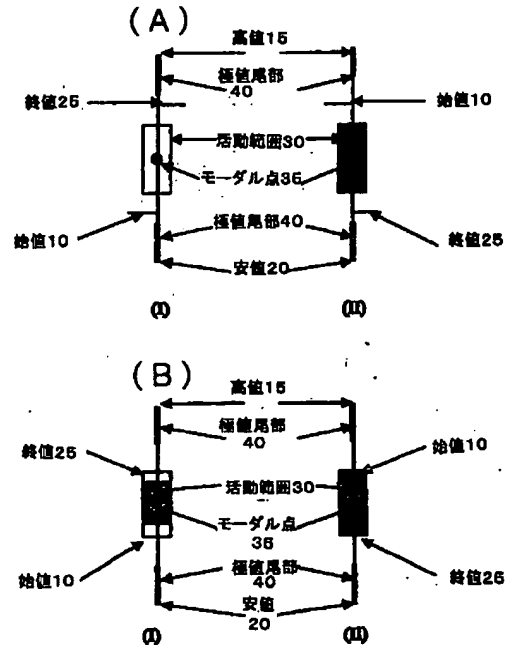 (A)
高値15
極値尾部
40
終値25
始値10
活動範囲30
モーダル点35
始値10
極値尾部40
終値25
安値20
(I)
(II)
(B)
高値15
極値尾部
40
始値10
終値25
活動範囲30
モーダル点
35
極値尾部
40
始値10
終値25
安値
20
(I)
(II)